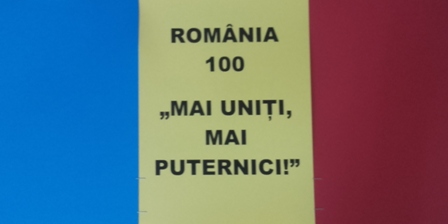 ROMÂNIA
100
„MAI UNIȚI,
MAI
PUTERNICI!”